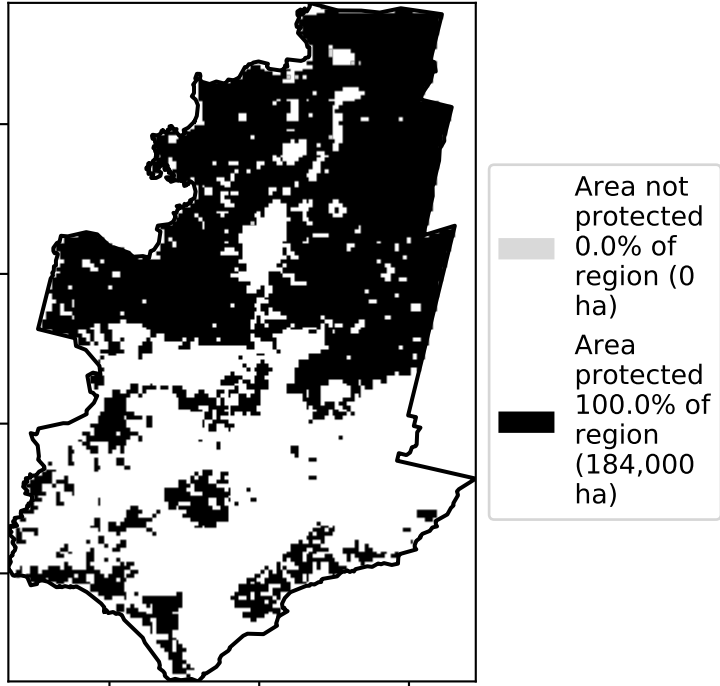 Area not
protected
0.0% of
region (0
ha)
Area
protected
100.0% of
region
(184,000
ha)